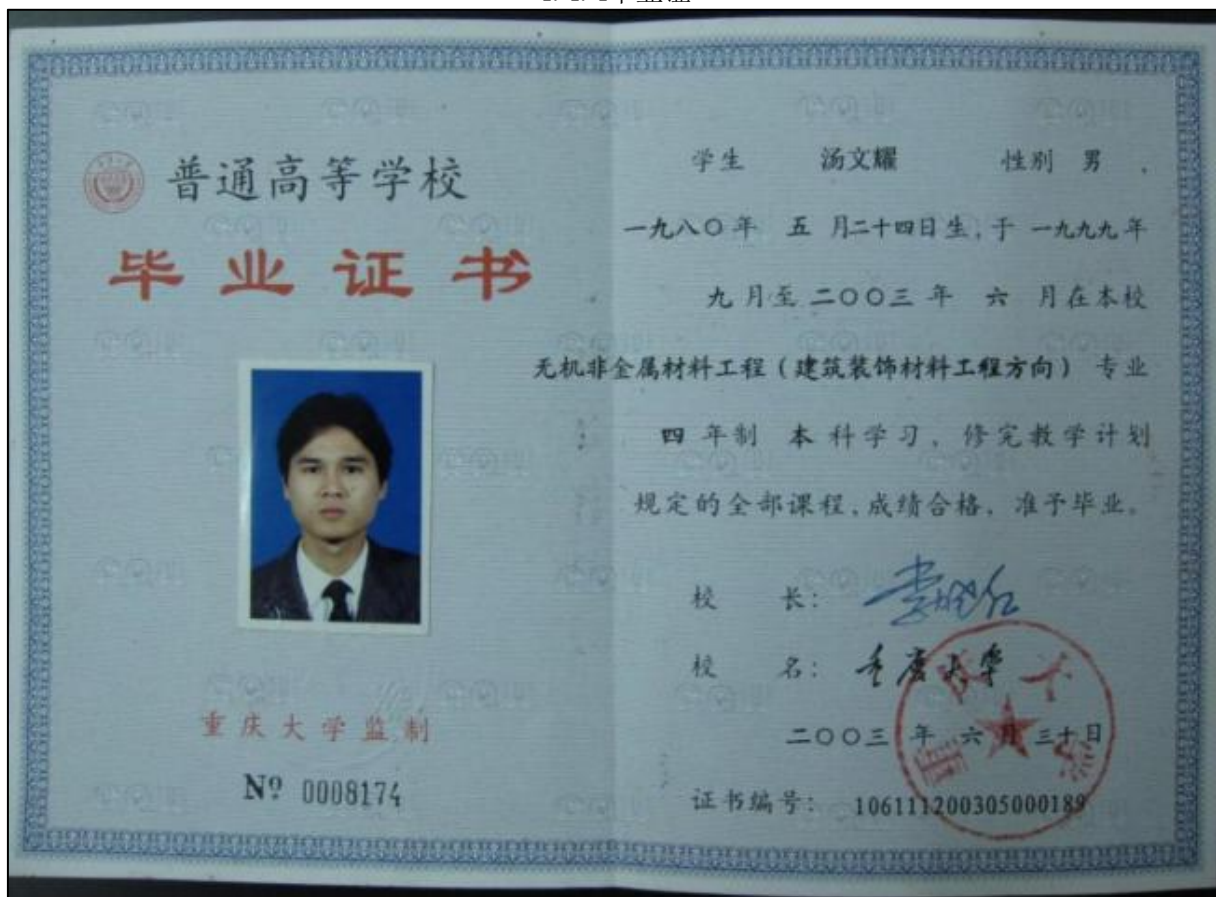 普通高等学校
毕业证书
重庆大学监制
Nº 0008174
学生 汤文耀 性别 男 ,
一九八〇年 五 月二十四日生,于 一九九九年
九月至 二〇〇三 年 六 月在本校
无机非金属材料工程(建筑装饰材料工程方向) 专业
四 年制 本 科学习,修完教学计划
规定的全部课程,成绩合格,准予毕业。
校 长:
校 名: 重庆大学
二〇〇三 年 六 月 三十日
证书编号: 106111200305000189